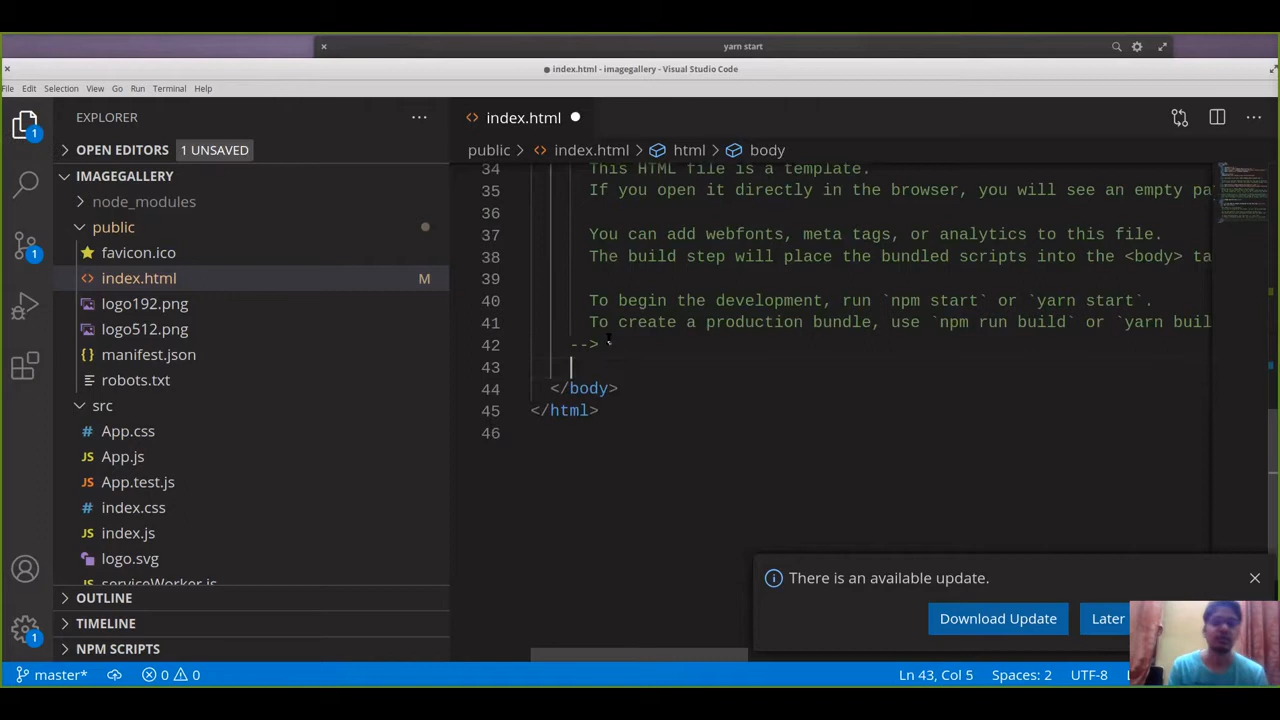 yarn start
index.html - imagegallery - Visual Studio Code
File Edit Selection View Go Run Terminal Help
EXPLORER
index.html
OPEN EDITORS 1 UNSAVED
public > index.html > html > body
IMAGEGALLERY
node_modules
public
favicon.ico
index.html M
logo192.png
logo512.png
manifest.json
robots.txt
src
App.css
App.js
App.test.js
index.css
index.js
logo.svg
serviceWorker.js
OUTLINE
TIMELINE
NPM SCRIPTS
34 This HTML file is a template.
35 If you open it directly in the browser, you will see an empty pa
36
37 You can add webfonts, meta tags, or analytics to this file.
38 The build step will place the bundled scripts into the <body> ta
39
40 To begin the development, run `npm start` or `yarn start`.
41 To create a production bundle, use `npm run build` or `yarn buil
42 -->
43
44 </body>
45 </html>
46
There is an available update.
Download Update Later
1
1
1
master* 0 0 Ln 43, Col 5 Spaces: 2 UTF-8